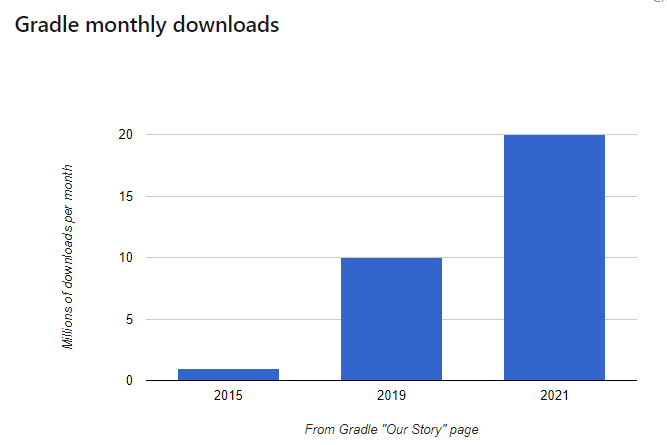 Gradle monthly downloads
Millions of downloads per month
20
15
10
5
0
2015 2019 2021
From Gradle "Our Story" page